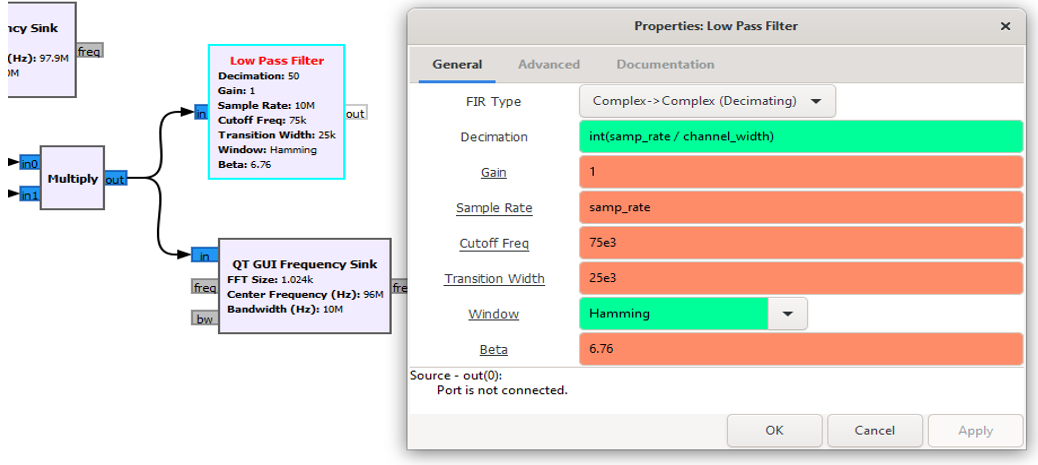 ncy Sink
(Hz): 97.9M
0M
freq
in0
in1
Multiply
out
Low Pass Filter
Decimation: 50
Gain: 1
Sample Rate: 10M
Cutoff Freq: 75k
Transition Width: 25k
Window: Hamming
Beta: 6.76
in
out
QT GUI Frequency Sink
FFT Size: 1.024k
Center Frequency (Hz): 96M
Bandwidth (Hz): 10M
in
freq
bw
fre
Properties: Low Pass Filter
General Advanced Documentation
FIR Type Complex->Complex (Decimating)
Decimation int(samp_rate / channel_width)
Gain 1
Sample Rate samp_rate
Cutoff Freq 75e3
Transition Width 25e3
Window Hamming
Beta 6.76
Source - out(0):
Port is not connected.
OK Cancel Apply